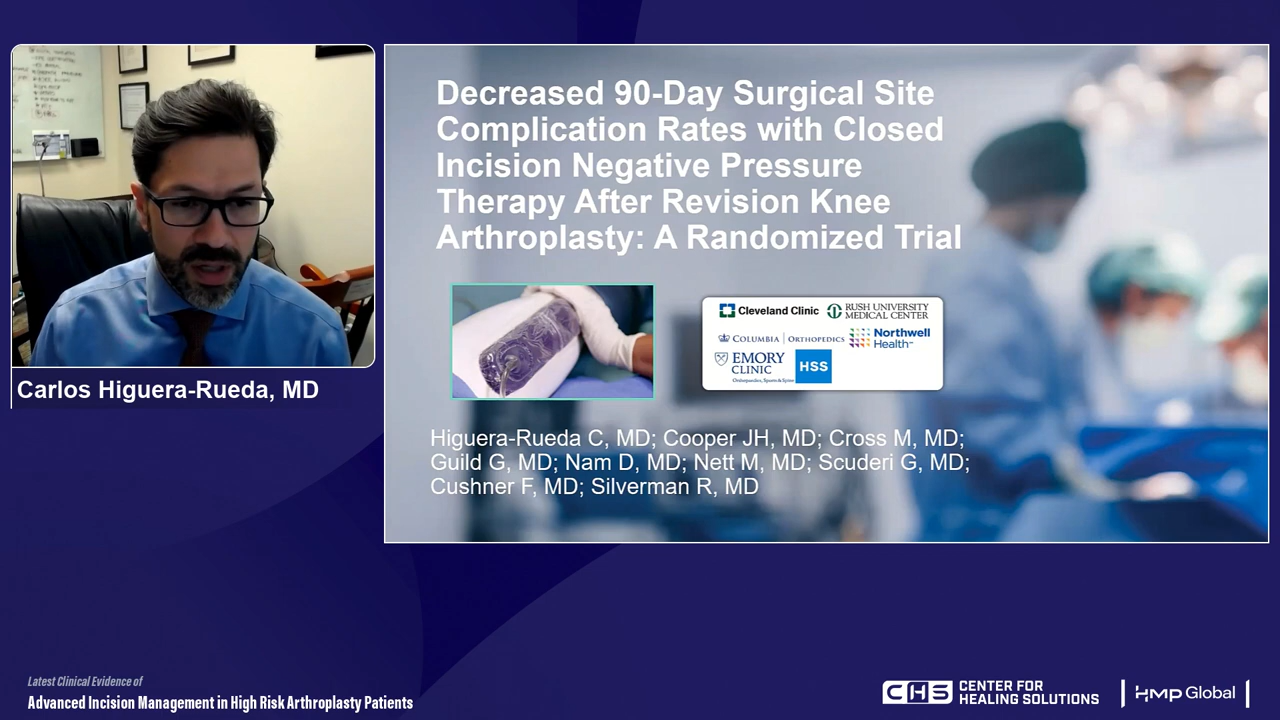 Decreased 90-Day Surgical Site
Complication Rates with Closed
Incision Negative Pressure
Therapy After Revision Knee
Arthroplasty: A Randomized Trial
Cleveland Clinic
RUSH UNIVERSITY
MEDICAL CENTER
COLUMBIA | ORTHOPEDICS
Northwell
Health
EMORY
CLINIC
Orthopaedics, Sports & Spine
HSS
Carlos Higuera-Rueda, MD
Higuera-Rueda C, MD; Cooper JH, MD; Cross M, MD;
Guild G, MD; Nam D, MD; Nett M, MD; Scuderi G, MD;
Cushner F, MD; Silverman R, MD
Latest Clinical Evidence of
Advanced Incision Management in High Risk Arthroplasty Patients
CHS CENTER FOR
HEALING SOLUTIONS
HMP Global